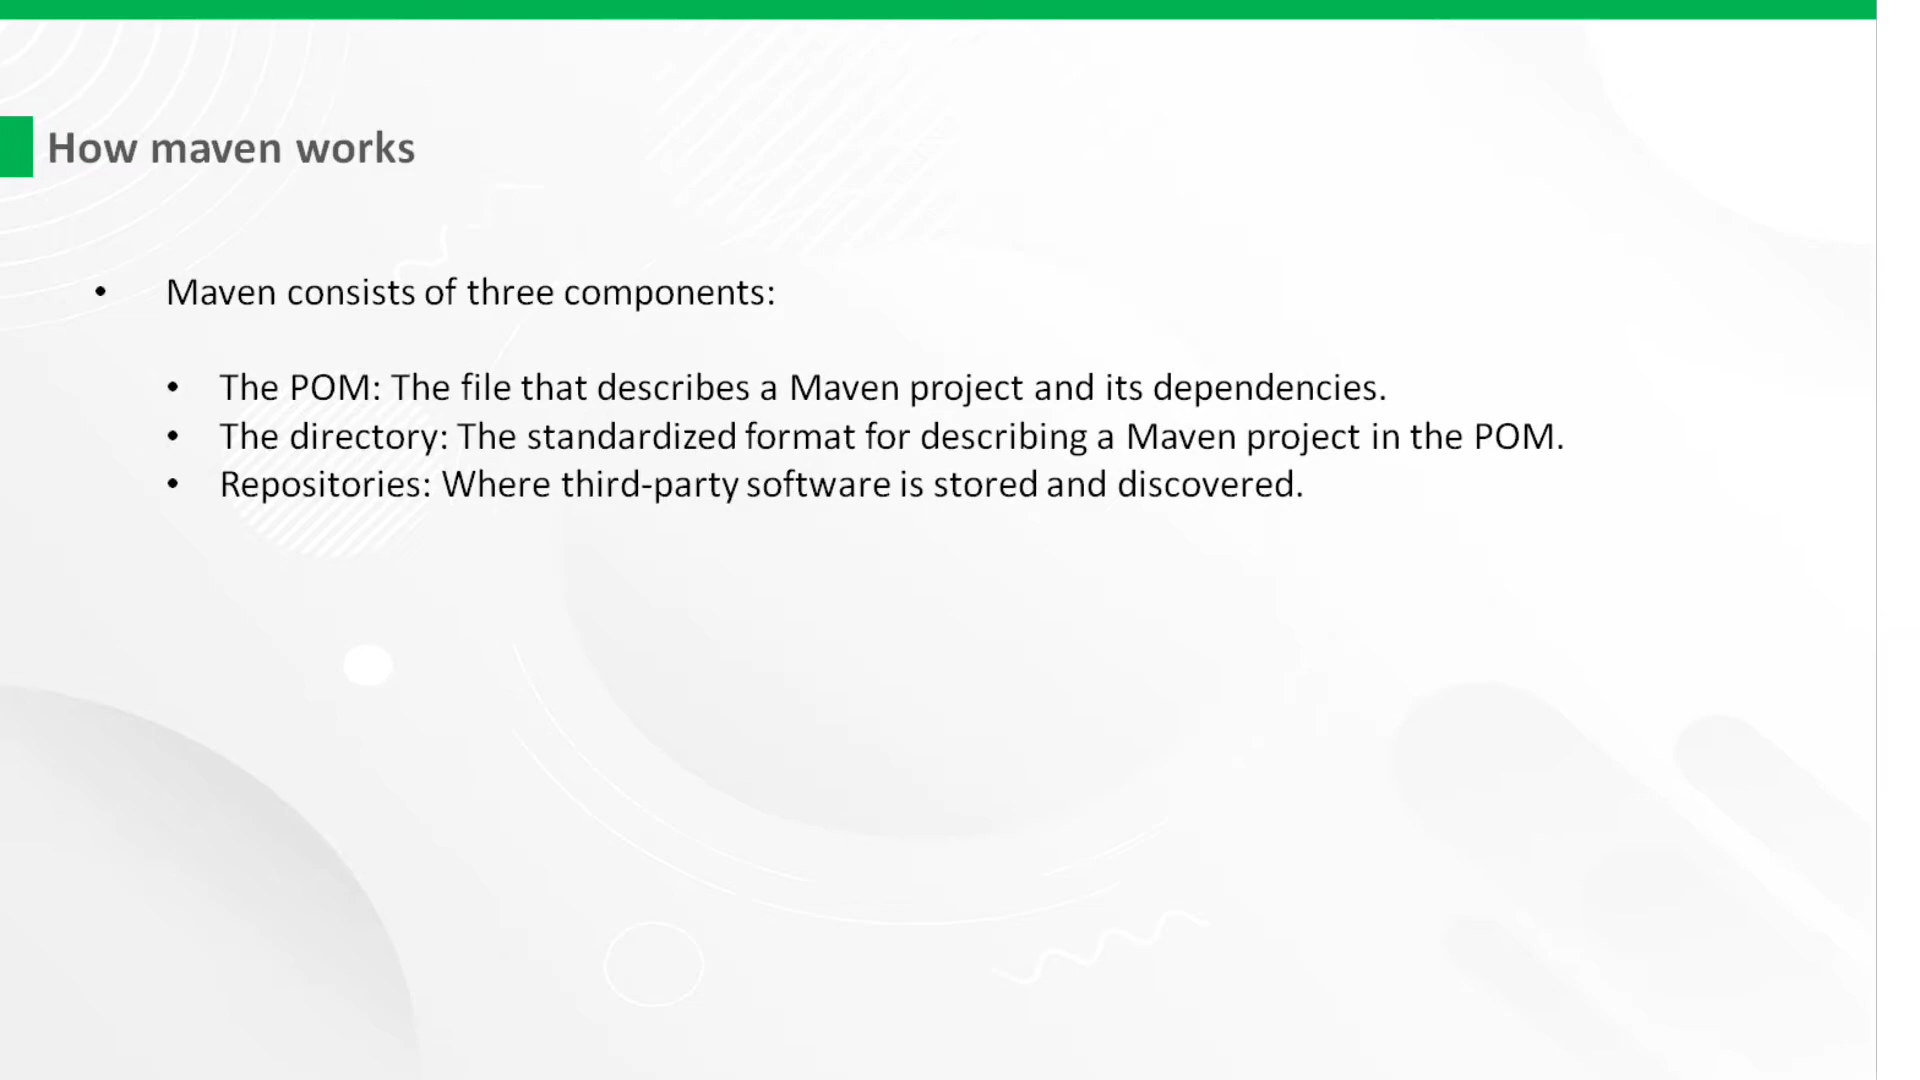 How maven works
• Maven consists of three components:
• The POM: The file that describes a Maven project and its dependencies.
• The directory: The standardized format for describing a Maven project in the POM.
• Repositories: Where third-party software is stored and discovered.